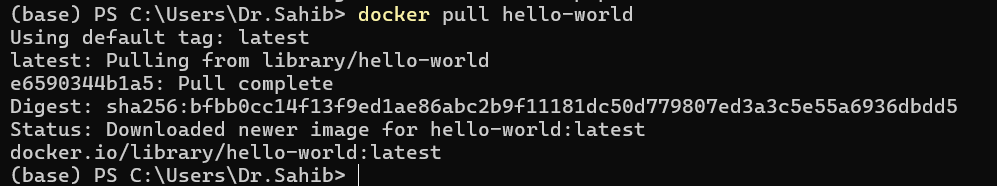 (base) PS C:\Users\Dr.Sahib> docker pull hello-world
Using default tag: latest
latest: Pulling from library/hello-world
e6590344b1a5: Pull complete
Digest: sha256:bfbb0cc14f13f9ed1ae86abc2b9f11181dc50d779807ed3a3c5e55a6936dbdd5
Status: Downloaded newer image for hello-world:latest
docker.io/library/hello-world:latest
(base) PS C:\Users\Dr.Sahib>